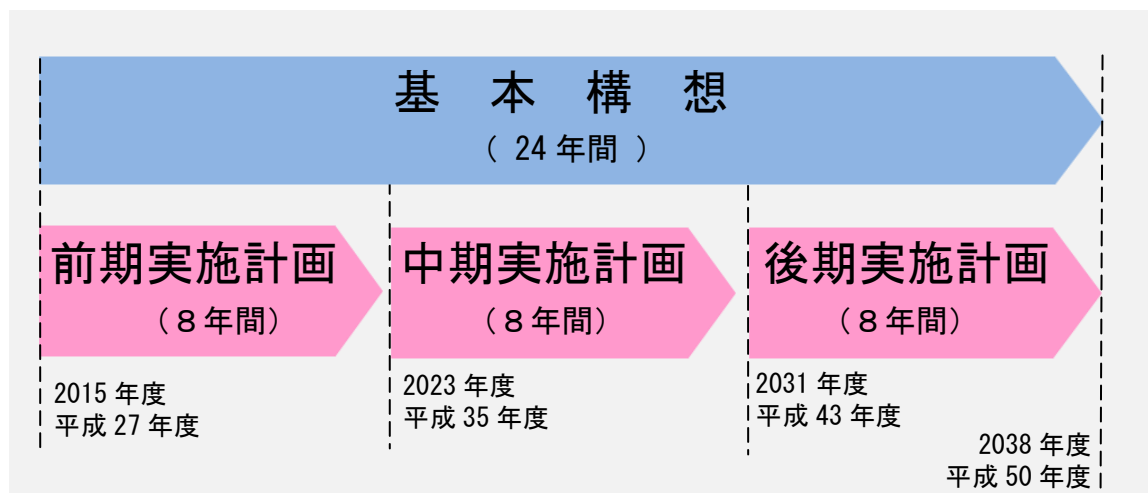 基 本 構 想
（ 24 年間 ）
前期実施計画
（８年間）
中期実施計画
（８年間）
後期実施計画
（８年間）
2015 年度
平成 27 年度
2023 年度
平成 35 年度
2031 年度
平成 43 年度
2038 年度
平成 50 年度